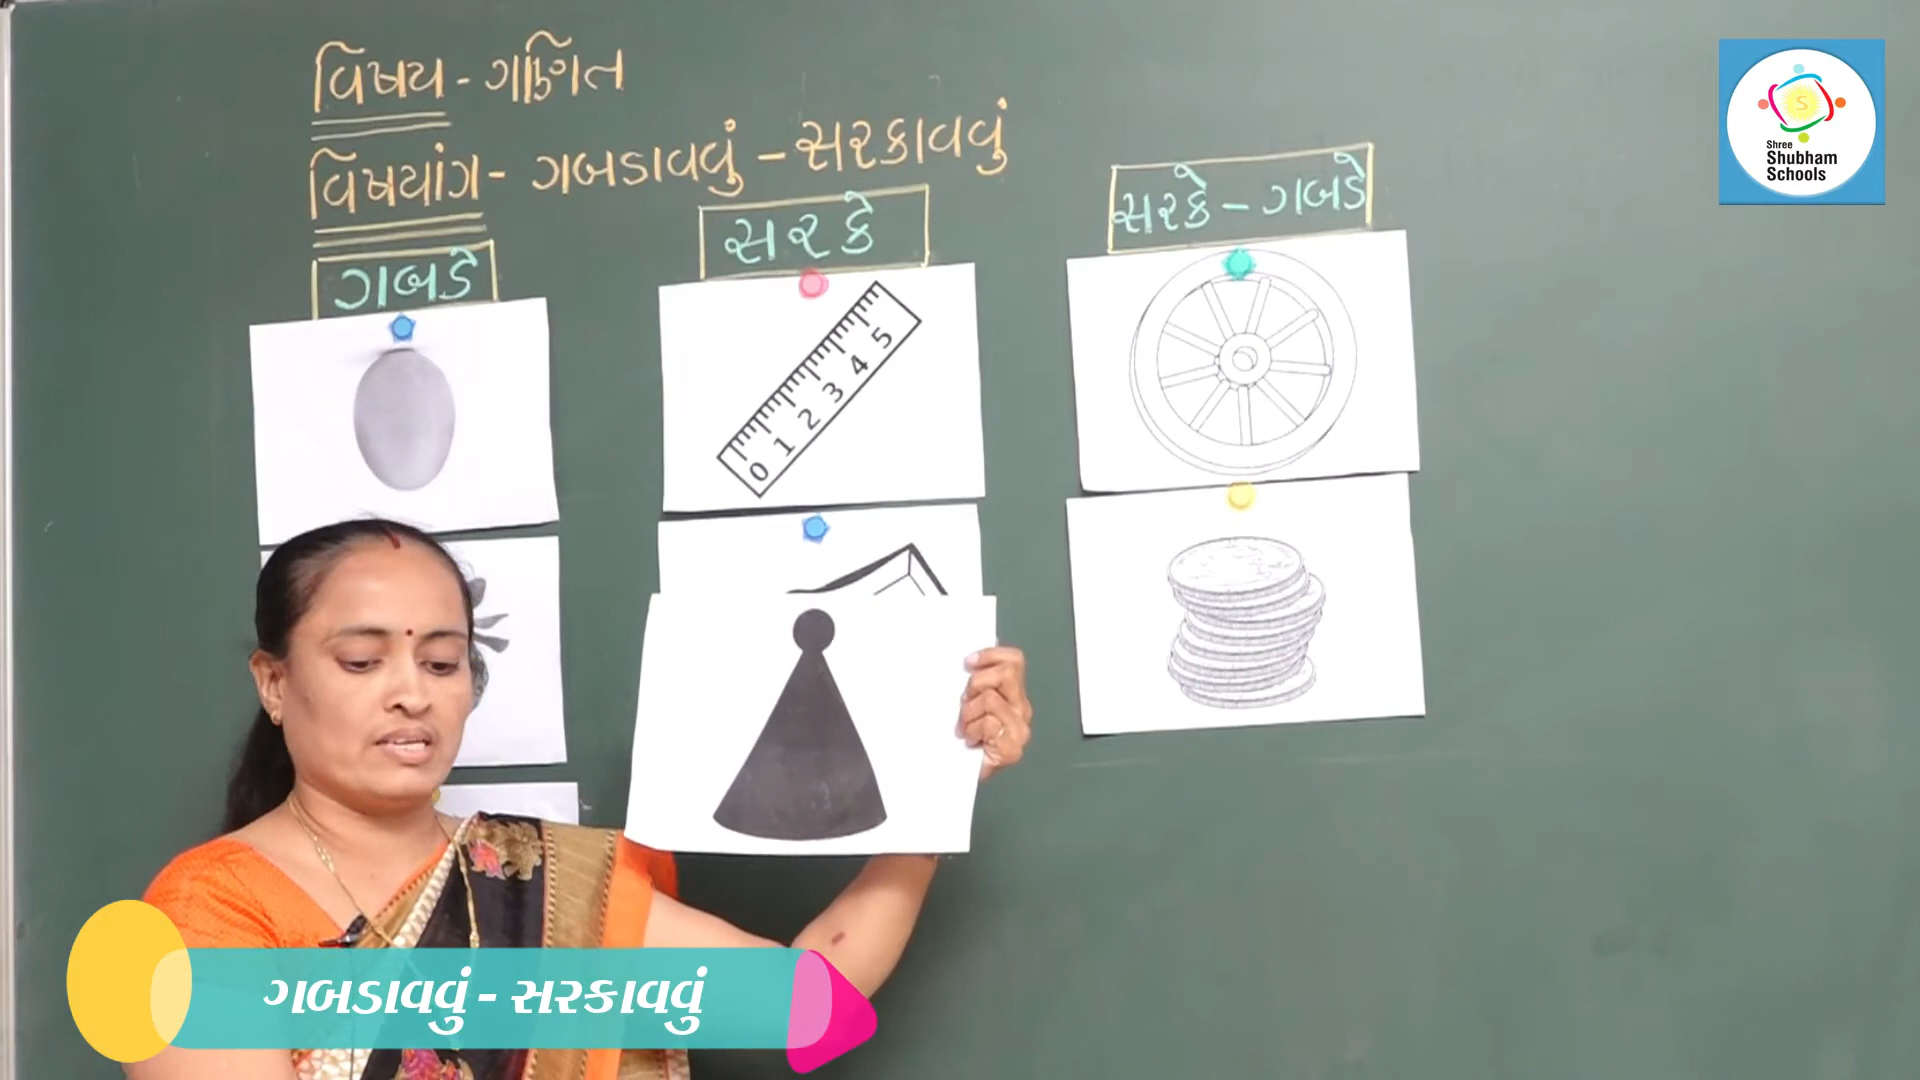 વિષય - ગણિત
વિષયાંગ - ગબડાવવું - સરકાવવું
ગબડે
સરકે
સરકે - ગબડે
0 1 2 3 4 5
S
Shree
Shubham
Schools
ગબડાવવું - સરકાવવું